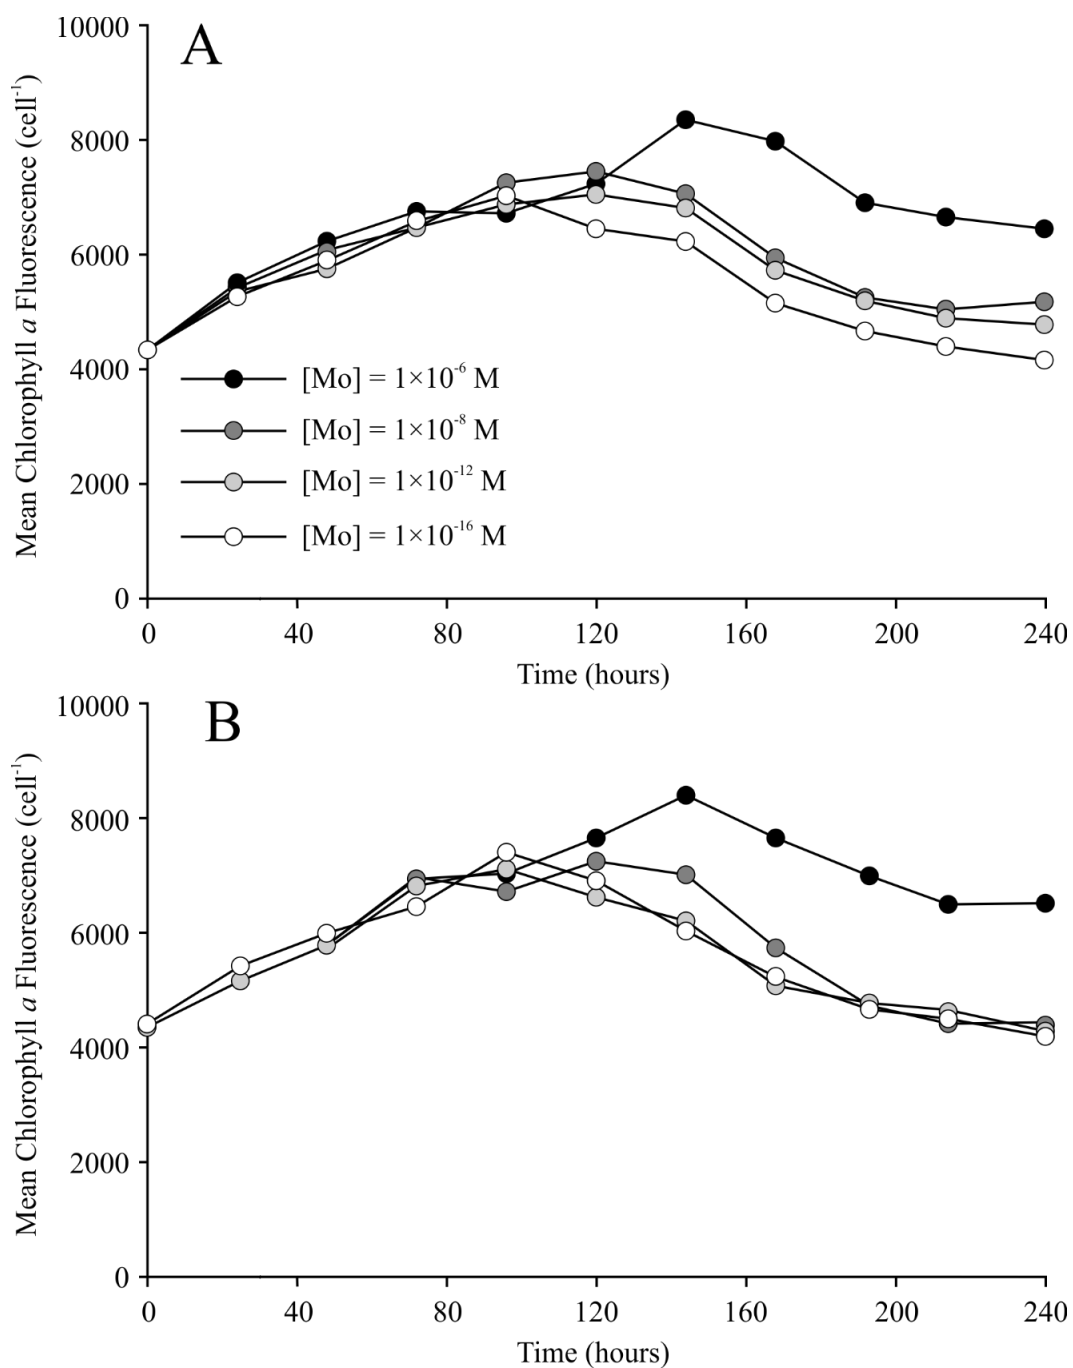 A
Mean Chlorophyll a Fluorescence (cell⁻¹)
10000
8000
6000
4000
2000
0
[Mo] = 1×10⁻⁶ M
[Mo] = 1×10⁻⁸ M
[Mo] = 1×10⁻¹² M
[Mo] = 1×10⁻¹⁶ M
0 40 80 120 160 200 240
Time (hours)
B
Mean Chlorophyll a Fluorescence (cell⁻¹)
10000
8000
6000
4000
2000
0
0 40 80 120 160 200 240
Time (hours)